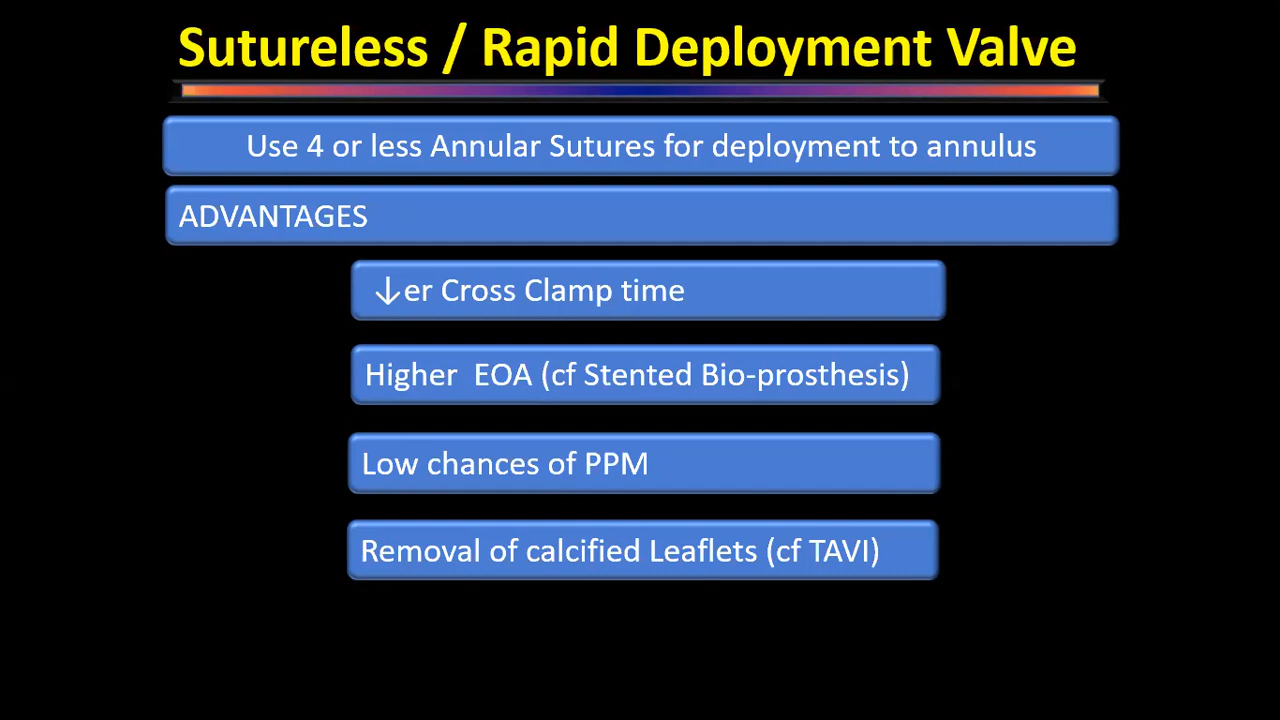 Sutureless / Rapid Deployment Valve
Use 4 or less Annular Sutures for deployment to annulus
ADVANTAGES
↓er Cross Clamp time
Higher  EOA (cf Stented Bio-prosthesis)
Low chances of PPM
Removal of calcified Leaflets (cf TAVI)